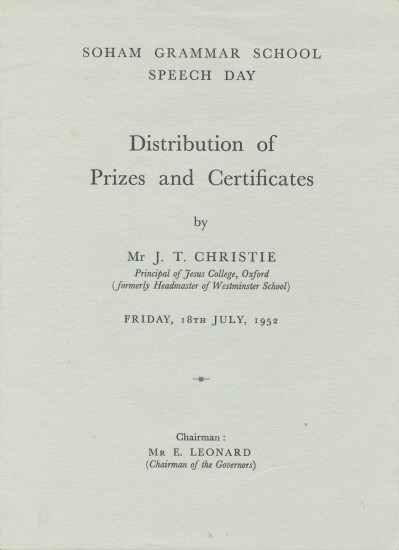 SOHAM GRAMMAR SCHOOL
SPEECH DAY
Distribution of
Prizes and Certificates
by
Mr J. T. CHRISTIE
Principal of Jesus College, Oxford
(formerly Headmaster of Westminster School)
FRIDAY, 18TH JULY, 1952
Chairman :
MR E. LEONARD
(Chairman of the Governors)